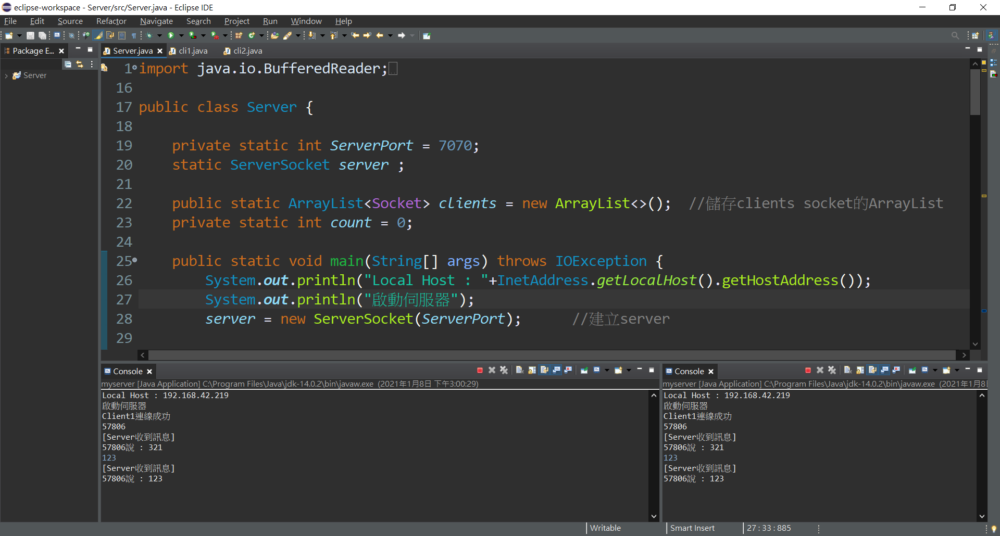 eclipse-workspace - Server/src/Server.java - Eclipse IDE
File Edit Source Refactor Navigate Search Project Run Window Help
Package E...
Server.java cli1.java cli2.java
Server
1 import java.io.BufferedReader;
16
17 public class Server {
18
19 private static int ServerPort = 7070;
20 static ServerSocket server ;
21
22 public static ArrayList<Socket> clients = new ArrayList<>(); //儲存clients socket的ArrayList
23 private static int count = 0;
24
25 public static void main(String[] args) throws IOException {
26 System.out.println("Local Host : "+InetAddress.getLocalHost().getHostAddress());
27 System.out.println("啟動伺服器");
28 server = new ServerSocket(ServerPort); //建立server
29
Console
myserver [Java Application] C:\Program Files\Java\jdk-14.0.2\bin\javaw.exe (2021年1月8日 下午3:00:29)
Local Host : 192.168.42.219
啟動伺服器
Client1連線成功
57806
[Server收到訊息]
57806說 : 321
123
[Server收到訊息]
57806說 : 123
Console
myserver [Java Application] C:\Program Files\Java\jdk-14.0.2\bin\javaw.exe (2021年1月8
Local Host : 192.168.42.219
啟動伺服器
Client1連線成功
57806
[Server收到訊息]
57806說 : 321
123
[Server收到訊息]
57806說 : 123
Writable Smart Insert 27 : 33 : 885